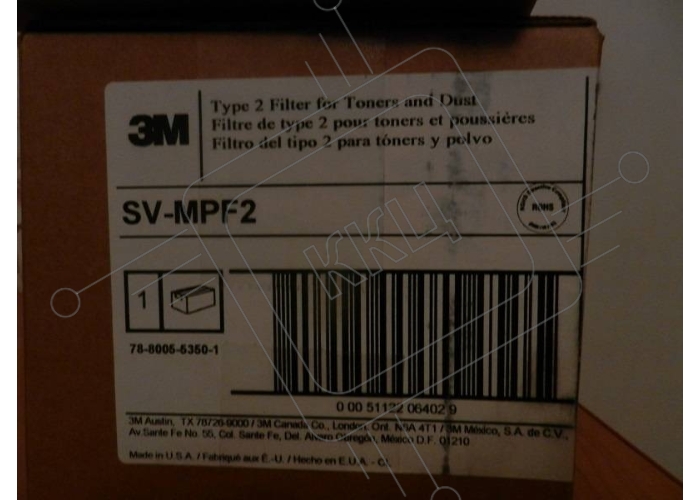 3M
Type 2 Filter for Toners and Dust
Filtre de type 2 pour toners et poussières
Filtro del tipo 2 para tóners y polvo
SV-MPF2
ROHS
ККЦ
1
78-8005-5350-1
0 00 51122 06402 9
3M Austin, TX 78726-9000 / 3M Canada Co., London, Ont. N6A 4T1 / 3M México, S.A. de C.V.,
Av.Sante Fe No. 55, Col. Sante Fe, Del. Alvaro Obregón, México D.F. 01210
Made in U.S.A. / Fabriqué aux É.-U. / Hecho en E.U.A. -